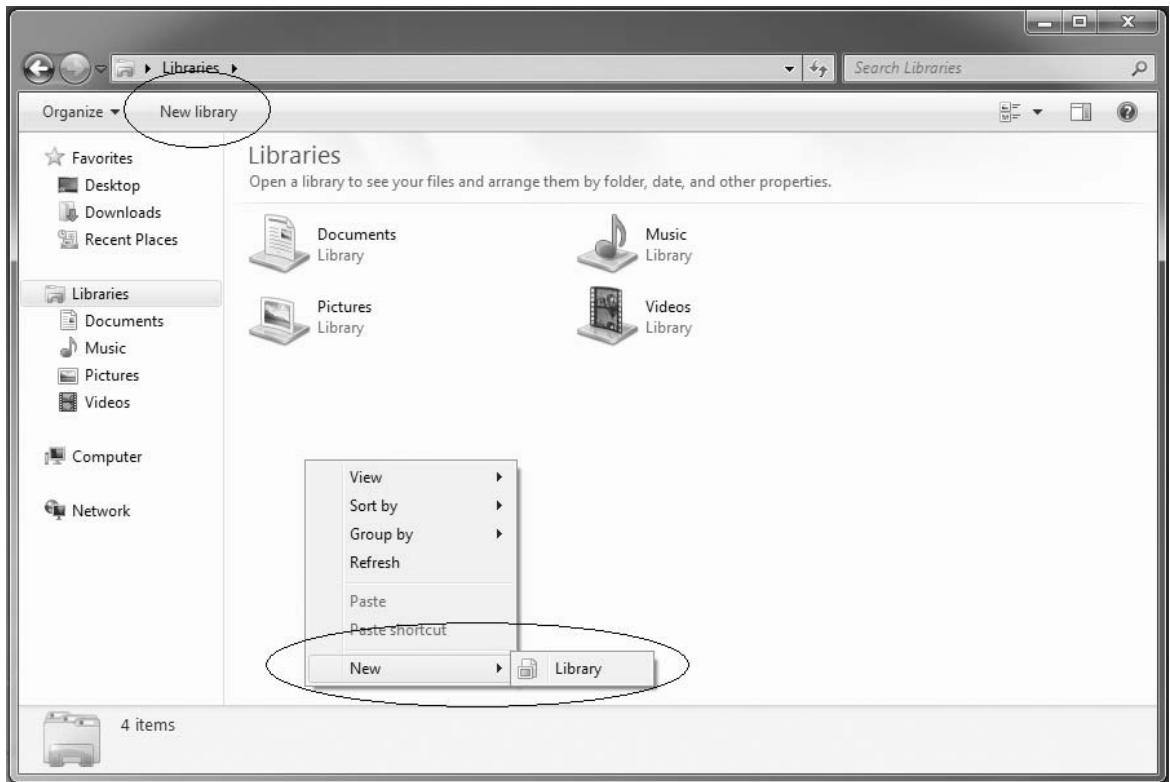 Libraries
Search Libraries
Organize
New library
Favorites
Desktop
Downloads
Recent Places
Libraries
Documents
Music
Pictures
Videos
Computer
Network
Libraries
Open a library to see your files and arrange them by folder, date, and other properties.
Documents
Library
Music
Library
Pictures
Library
Videos
Library
View
Sort by
Group by
Refresh
Paste
Paste shortcut
New
Library
4 items